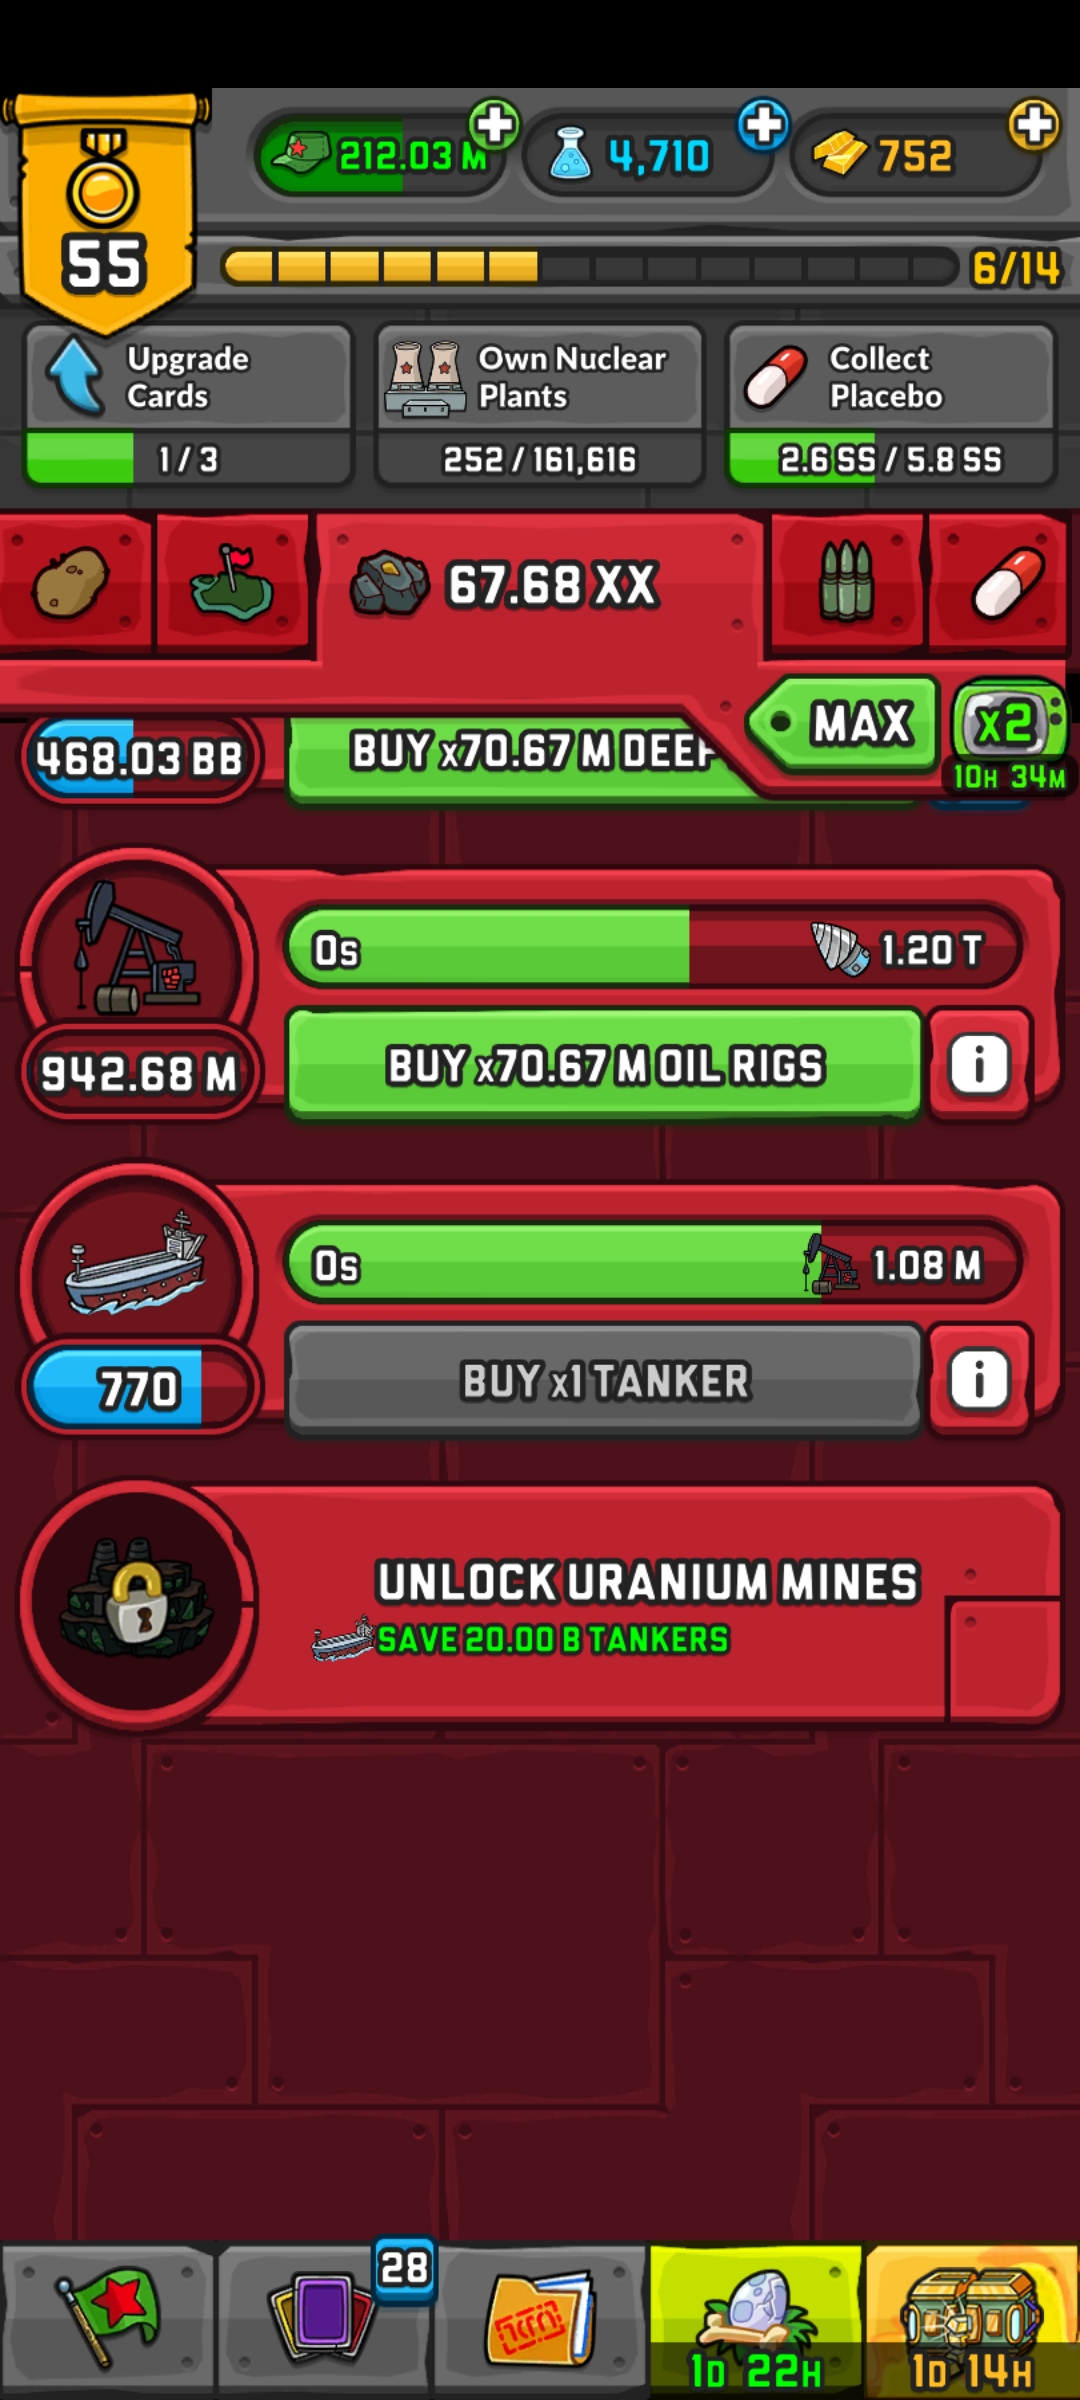 212.03 M
4,710
752
55
6/14
Upgrade
Cards
Own Nuclear
Plants
Collect
Placebo
1 / 3
252 / 161,616
2.6 SS / 5.8 SS
67.68 XX
MAX
x2
10H 34M
468.03 BB
BUY x70.67 M DEEP
0s
1.20 T
942.68 M
BUY x70.67 M OIL RIGS
i
0s
1.08 M
770
BUY x1 TANKER
i
UNLOCK URANIUM MINES
SAVE 20.00 B TANKERS
28
1D 22H
1D 14H